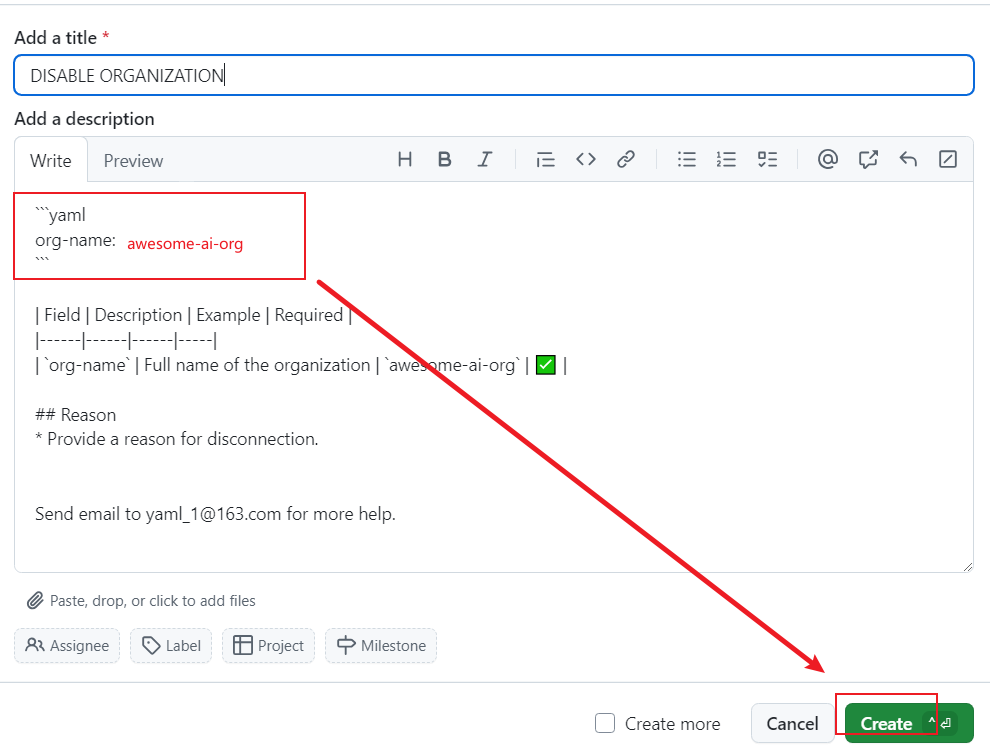 Add a title *
DISABLE ORGANIZATION
Add a description
Write Preview
```yaml
org-name: awesome-ai-org
```
| Field | Description | Example | Required |
|------|------|------|-----|
| `org-name` | Full name of the organization | `awesome-ai-org` | ✅ |
## Reason
* Provide a reason for disconnection.
Send email to yaml_1@163.com for more help.
Paste, drop, or click to add files
Assignee Label Project Milestone
Create more Cancel Create ^ ⏎